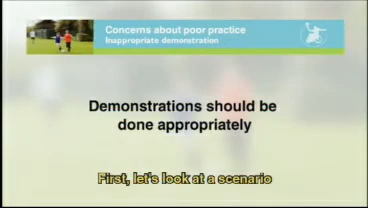 Concerns about poor practice
Inappropriate demonstration
Demonstrations should be
done appropriately
First, let's look at a scenario